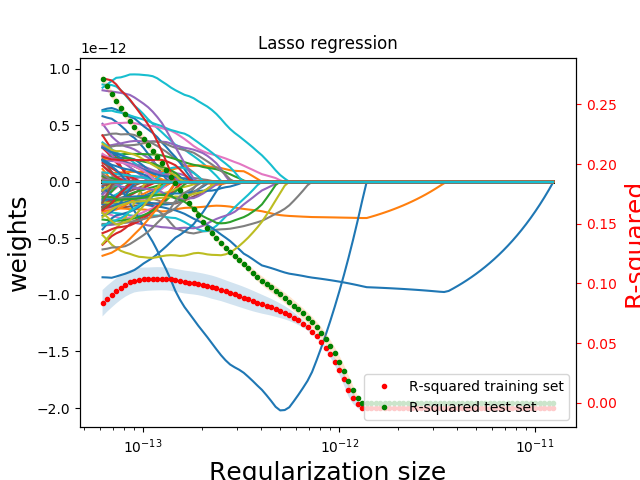 Lasso regression
1e−12
1.0
0.5
0.0
−0.5
−1.0
−1.5
−2.0
weights
0.25
0.20
0.15
0.10
0.05
0.00
R-squared
R-squared training set
R-squared test set
10⁻¹³
10⁻¹²
10⁻¹¹
Regularization size